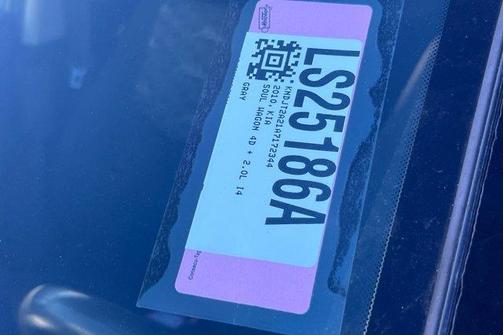 LS25186A
KNDJT2A21A7172344
2010, KIA
SOUL WAGON 4D + 2.0L I4
GRAY